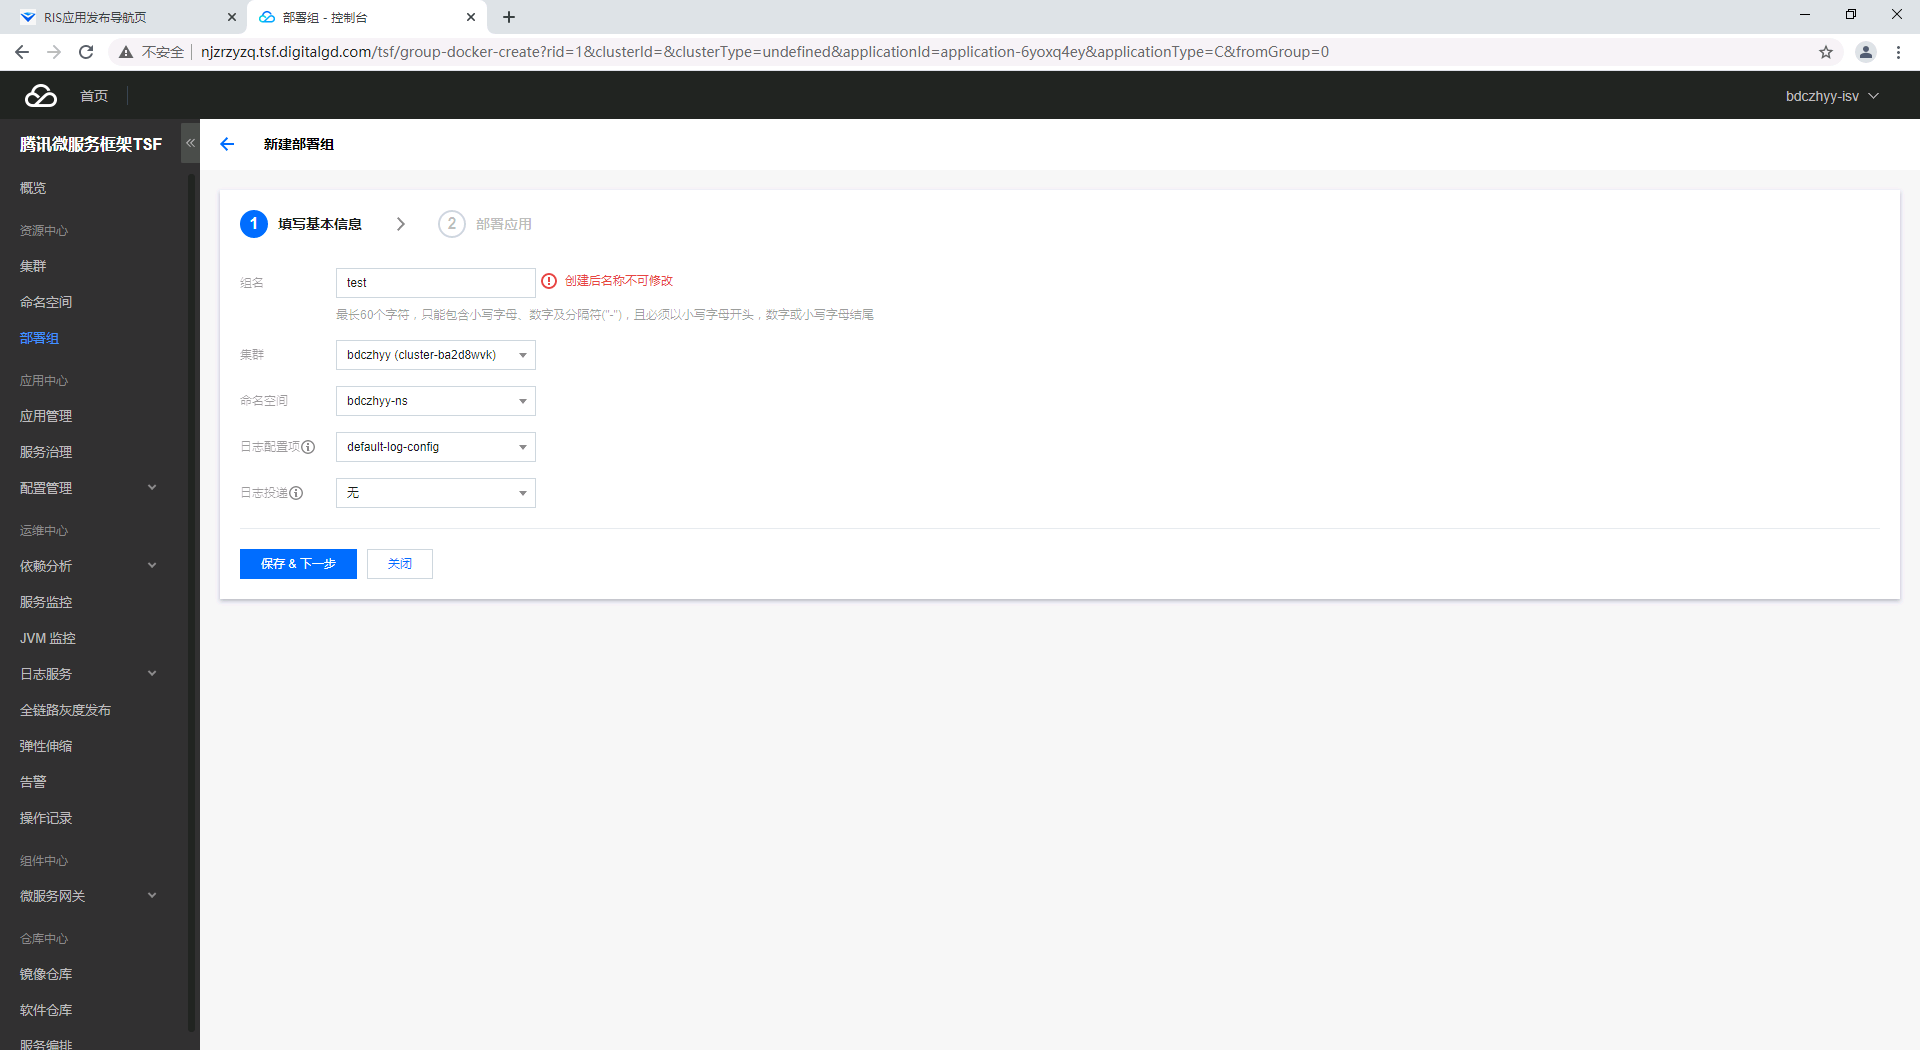 RIS应用发布导航页
部署组 - 控制台
不安全
njzrzyzq.tsf.digitalgd.com/tsf/group-docker-create?rid=1&clusterId=&clusterType=undefined&applicationId=application-6yoxq4ey&applicationType=C&fromGroup=0
首页
bdczhyy-isv
腾讯微服务框架TSF
概览
资源中心
集群
命名空间
部署组
应用中心
应用管理
服务治理
配置管理
运维中心
依赖分析
服务监控
JVM 监控
日志服务
全链路灰度发布
弹性伸缩
告警
操作记录
组件中心
微服务网关
仓库中心
镜像仓库
软件仓库
服务编排
新建部署组
1 填写基本信息
2 部署应用
组名 test 创建后名称不可修改
最长60个字符，只能包含小写字母、数字及分隔符("-")，且必须以小写字母开头，数字或小写字母结尾
集群 bdczhyy (cluster-ba2d8wvk)
命名空间 bdczhyy-ns
日志配置项 default-log-config
日志投递 无
保存 & 下一步
关闭